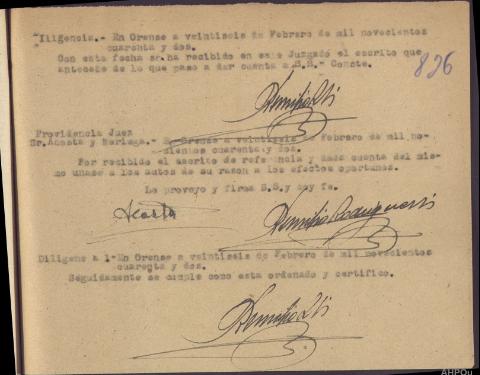 Diligencia.- En Orense a veintiseis de Febrero de mil novecientos
cuarenta y dos.
Con esta fecha se ha recibido en este Juzgado el escrito que
antecede de lo que paso a dar cuenta a S.S.- Conste.
826
Providencia Juez
Sr. Acosta y Noriega.- En Orense a veintiseis de Febrero de mil no-
vientos cuarenta y dos.
Por recibido el escrito de referencia y dada cuenta del mis-
mo unase a los autos de su razon a los efectos oportunos.
Lo proveyo y firma S.S. y doy fe.
Acosta
Diligencia En Orense a veintiseis de Febrero de mil novecientos
cuarenta y dos.
Seguidamente se cumple como esta ordenado y certifico.
AHPOu